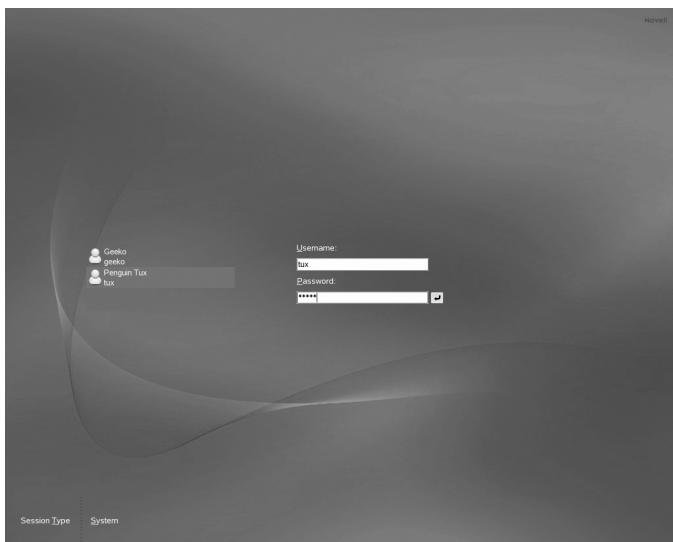 Novell
Geeko
geeko
Penguin Tux
tux
Username:
tux
Password:
*****
Session Type
System